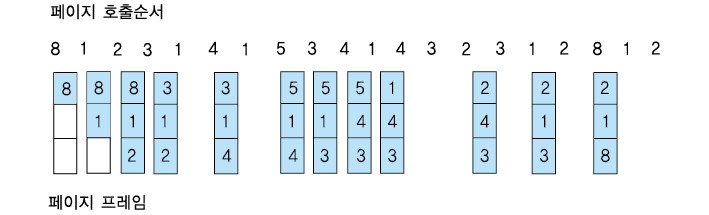 페이지 호출순서
8 1 2 3 1 4 1 5 3 4 1 4 3 2 3 1 2 8 1 2
8 8 8 3 3 5 5 5 1 2 2 2
1 1 1 1 1 1 4 4 4 1 1
2 2 4 4 3 3 3 3 3 8
페이지 프레임